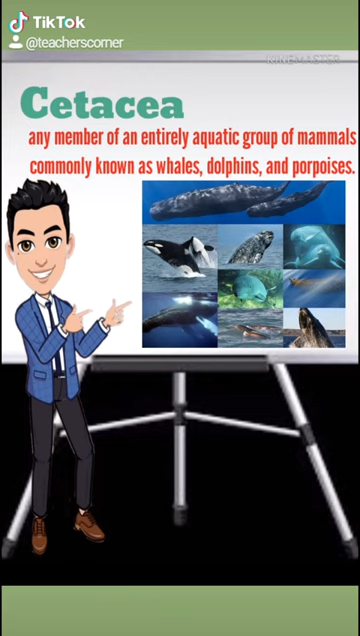 TikTok
@teacherscorner
KINEMASTER
Cetacea
any member of an entirely aquatic group of mammals
commonly known as whales, dolphins, and porpoises.